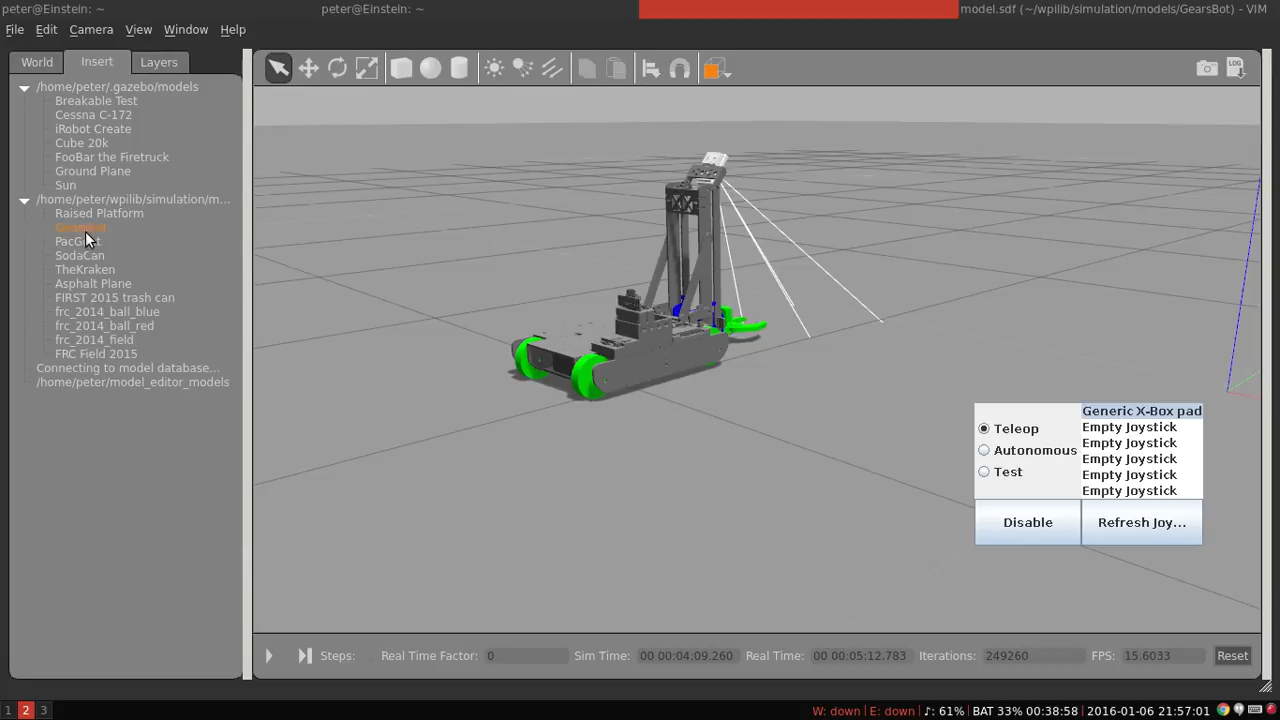 peter@Einstein: ~
peter@Einstein: ~
model.sdf (~/wpilib/simulation/models/GearsBot) - VIM
File Edit Camera View Window Help
World Insert Layers
LOG
/home/peter/.gazebo/models
Breakable Test
Cessna C-172
iRobot Create
Cube 20k
FooBar the Firetruck
Ground Plane
Sun
/home/peter/wpilib/simulation/m...
Raised Platform
SodaCan
TheKraken
Asphalt Plane
FIRST 2015 trash can
frc_2014_ball_blue
frc_2014_ball_red
frc_2014_field
FRC Field 2015
Connecting to model database...
/home/peter/model_editor_models
Teleop
Autonomous
Test
Generic X-Box pad
Empty Joystick
Empty Joystick
Empty Joystick
Empty Joystick
Empty Joystick
Disable
Refresh Joy...
Steps: Real Time Factor: 0 Sim Time: 00 00:04:09.260 Real Time: 00 00:05:12.783 Iterations: 249260 FPS: 15.6033 Reset
1 2 3 W: down | E: down | ♪: 61% | BAT 33% 00:38:58 | 2016-01-06 21:57:01